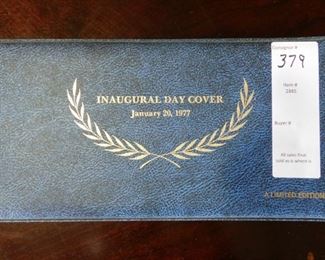 INAUGURAL DAY COVER
January 20, 1977
A LIMITED EDITION
Consignor #
379
Item #
Buyer #
All sales final
sold as is where is